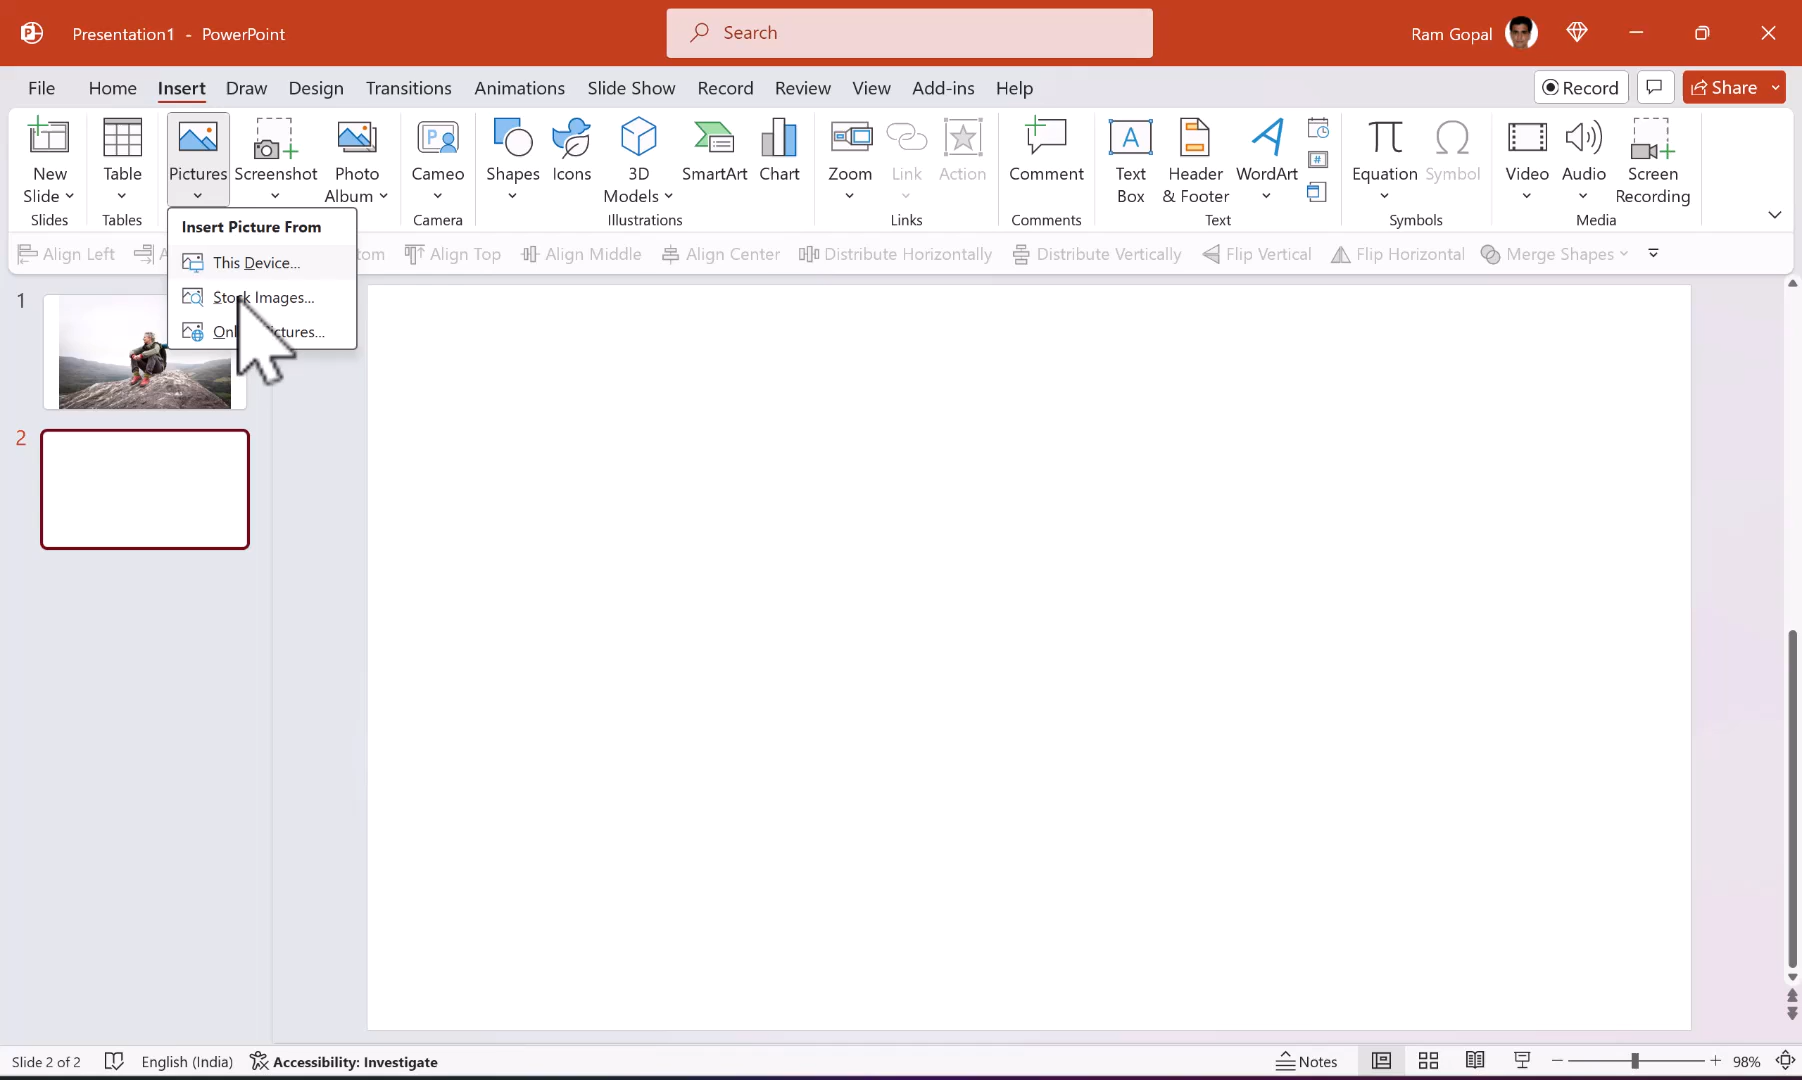 Presentation1 - PowerPoint
Search
Ram Gopal
File Home Insert Draw Design Transitions Animations Slide Show Record Review View Add-ins Help
Record
Share
New Slide
Table
Pictures
Screenshot
Photo Album
Cameo
Shapes
Icons
3D Models
SmartArt
Chart
Zoom
Link
Action
Comment
Text Box
Header & Footer
WordArt
#
Equation
Symbol
Video
Audio
Screen Recording
Slides
Tables
Camera
Illustrations
Links
Comments
Text
Symbols
Media
Insert Picture From
This Device...
Stock Images...
Align Left
Align Top
Align Middle
Align Center
Distribute Horizontally
Distribute Vertically
Flip Vertical
Flip Horizontal
Merge Shapes
1
2
Slide 2 of 2
English (India)
Accessibility: Investigate
Notes
98%